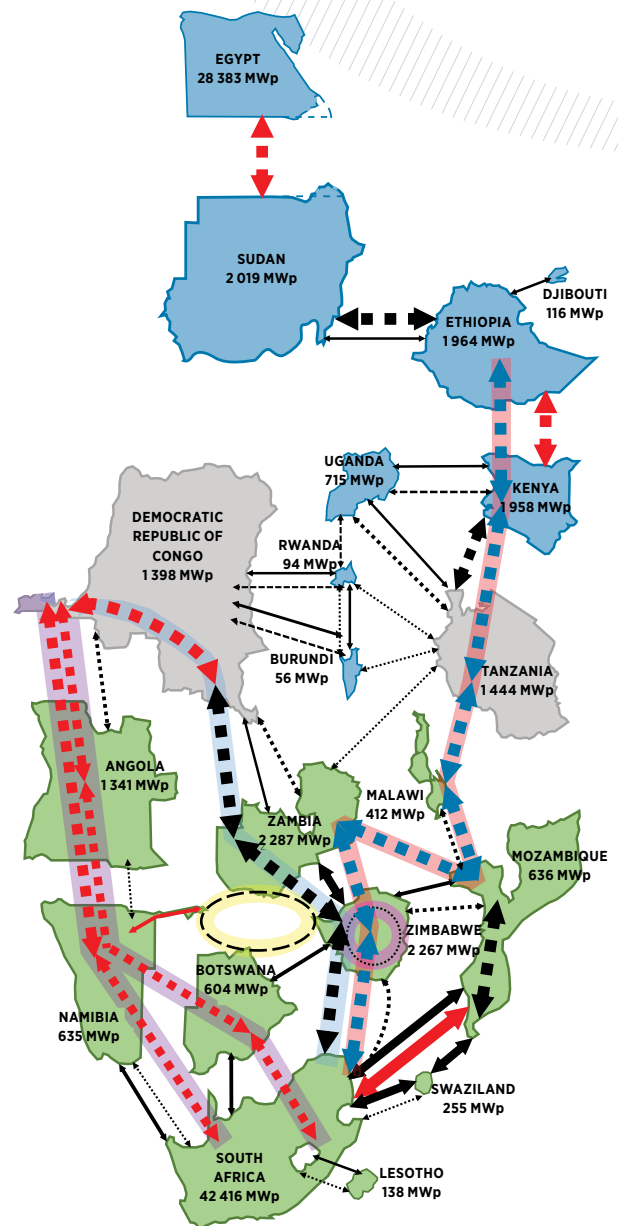 EGYPT
28 383 MWp
SUDAN
2 019 MWp
DJIBOUTI
116 MWp
ETHIOPIA
1 964 MWp
UGANDA
715 MWp
KENYA
1 958 MWp
DEMOCRATIC
REPUBLIC OF
CONGO
1 398 MWp
RWANDA
94 MWp
BURUNDI
56 MWp
TANZANIA
1 444 MWp
ANGOLA
1 341 MWp
MALAWI
412 MWp
ZAMBIA
2 287 MWp
MOZAMBIQUE
636 MWp
ZIMBABWE
2 267 MWp
BOTSWANA
604 MWp
NAMIBIA
635 MWp
SWAZILAND
255 MWp
SOUTH
AFRICA
42 416 MWp
LESOTHO
138 MWp